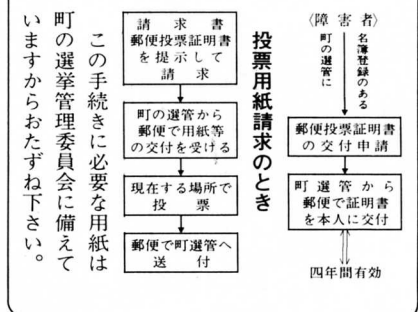 〈障害者〉
名簿登録のある
町の選管に
郵便投票証明書
の交付申請
町選管から
郵便で証明書
を本人に交付
四年間有効
投票用紙請求のとき
請求書
郵便投票証明書
を提示して
請求
町の選管から
郵便で用紙等
の交付を受ける
現在する場所で
投票
郵便で町選管へ
送付
この手続きに必要な用紙は
町の選挙管理委員会に備えて
いますからおたずね下さい。